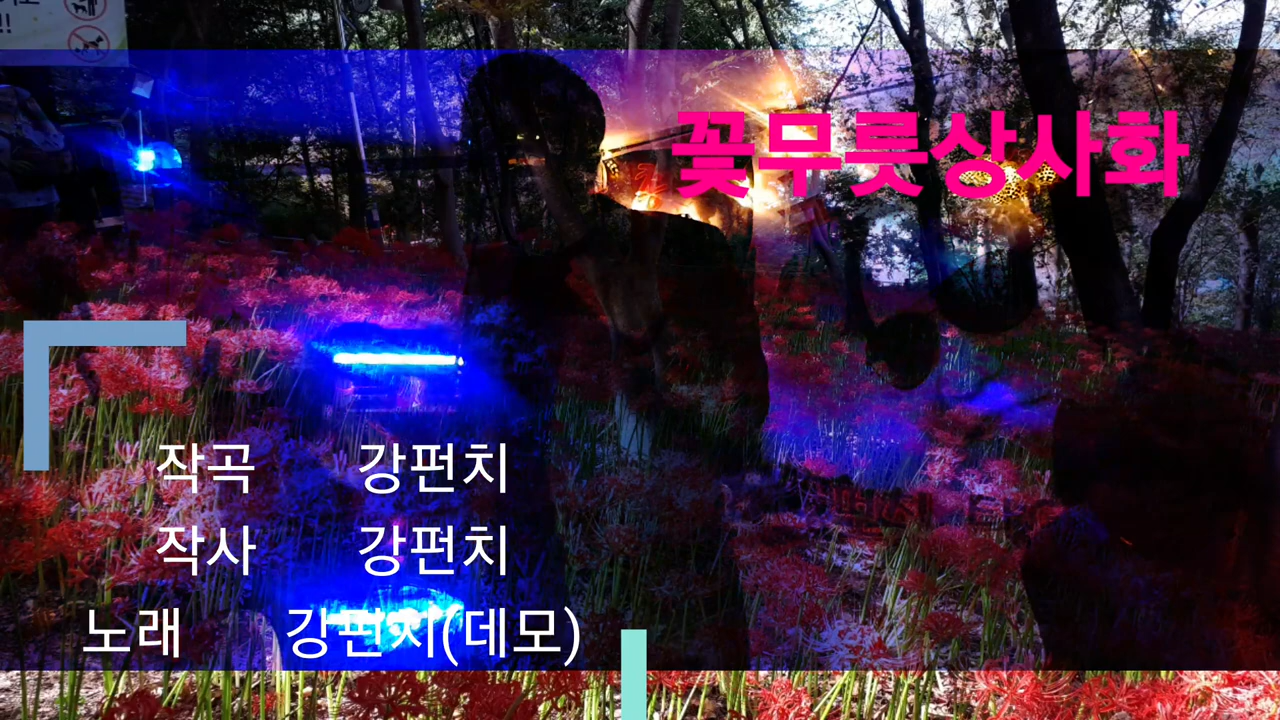 꽃무릇상사화
작곡 강펀치
작사 강펀치
노래 강펀치(데모)